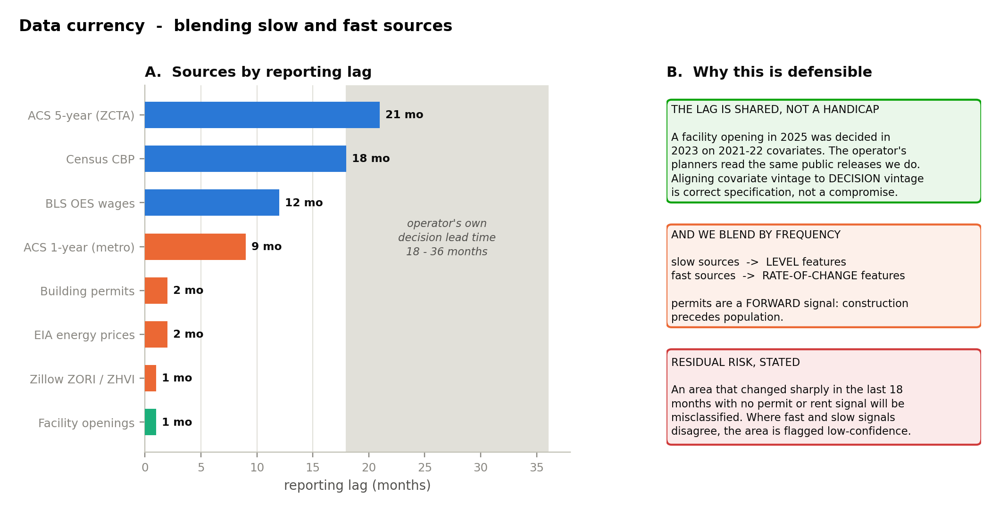 Data currency - blending slow and fast sources
A. Sources by reporting lag
ACS 5-year (ZCTA)
21 mo
Census CBP
18 mo
BLS OES wages
12 mo
ACS 1-year (metro)
9 mo
Building permits
2 mo
EIA energy prices
2 mo
Zillow ZORI / ZHVI
1 mo
Facility openings
1 mo
operator's own
decision lead time
18 - 36 months
0 5 10 15 20 25 30 35
reporting lag (months)
B. Why this is defensible
THE LAG IS SHARED, NOT A HANDICAP
A facility opening in 2025 was decided in
2023 on 2021-22 covariates. The operator's
planners read the same public releases we do.
Aligning covariate vintage to DECISION vintage
is correct specification, not a compromise.
AND WE BLEND BY FREQUENCY
slow sources -> LEVEL features
fast sources -> RATE-OF-CHANGE features
permits are a FORWARD signal: construction
precedes population.
RESIDUAL RISK, STATED
An area that changed sharply in the last 18
months with no permit or rent signal will be
misclassified. Where fast and slow signals
disagree, the area is flagged low-confidence.